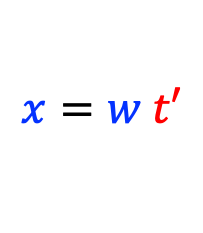 x = w t′